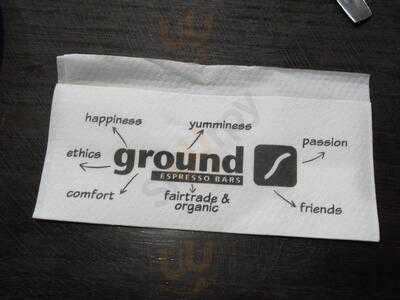 happiness
yumminess
passion
ethics
ground
ESPRESSO BARS
comfort
fairtrade &
organic
friends